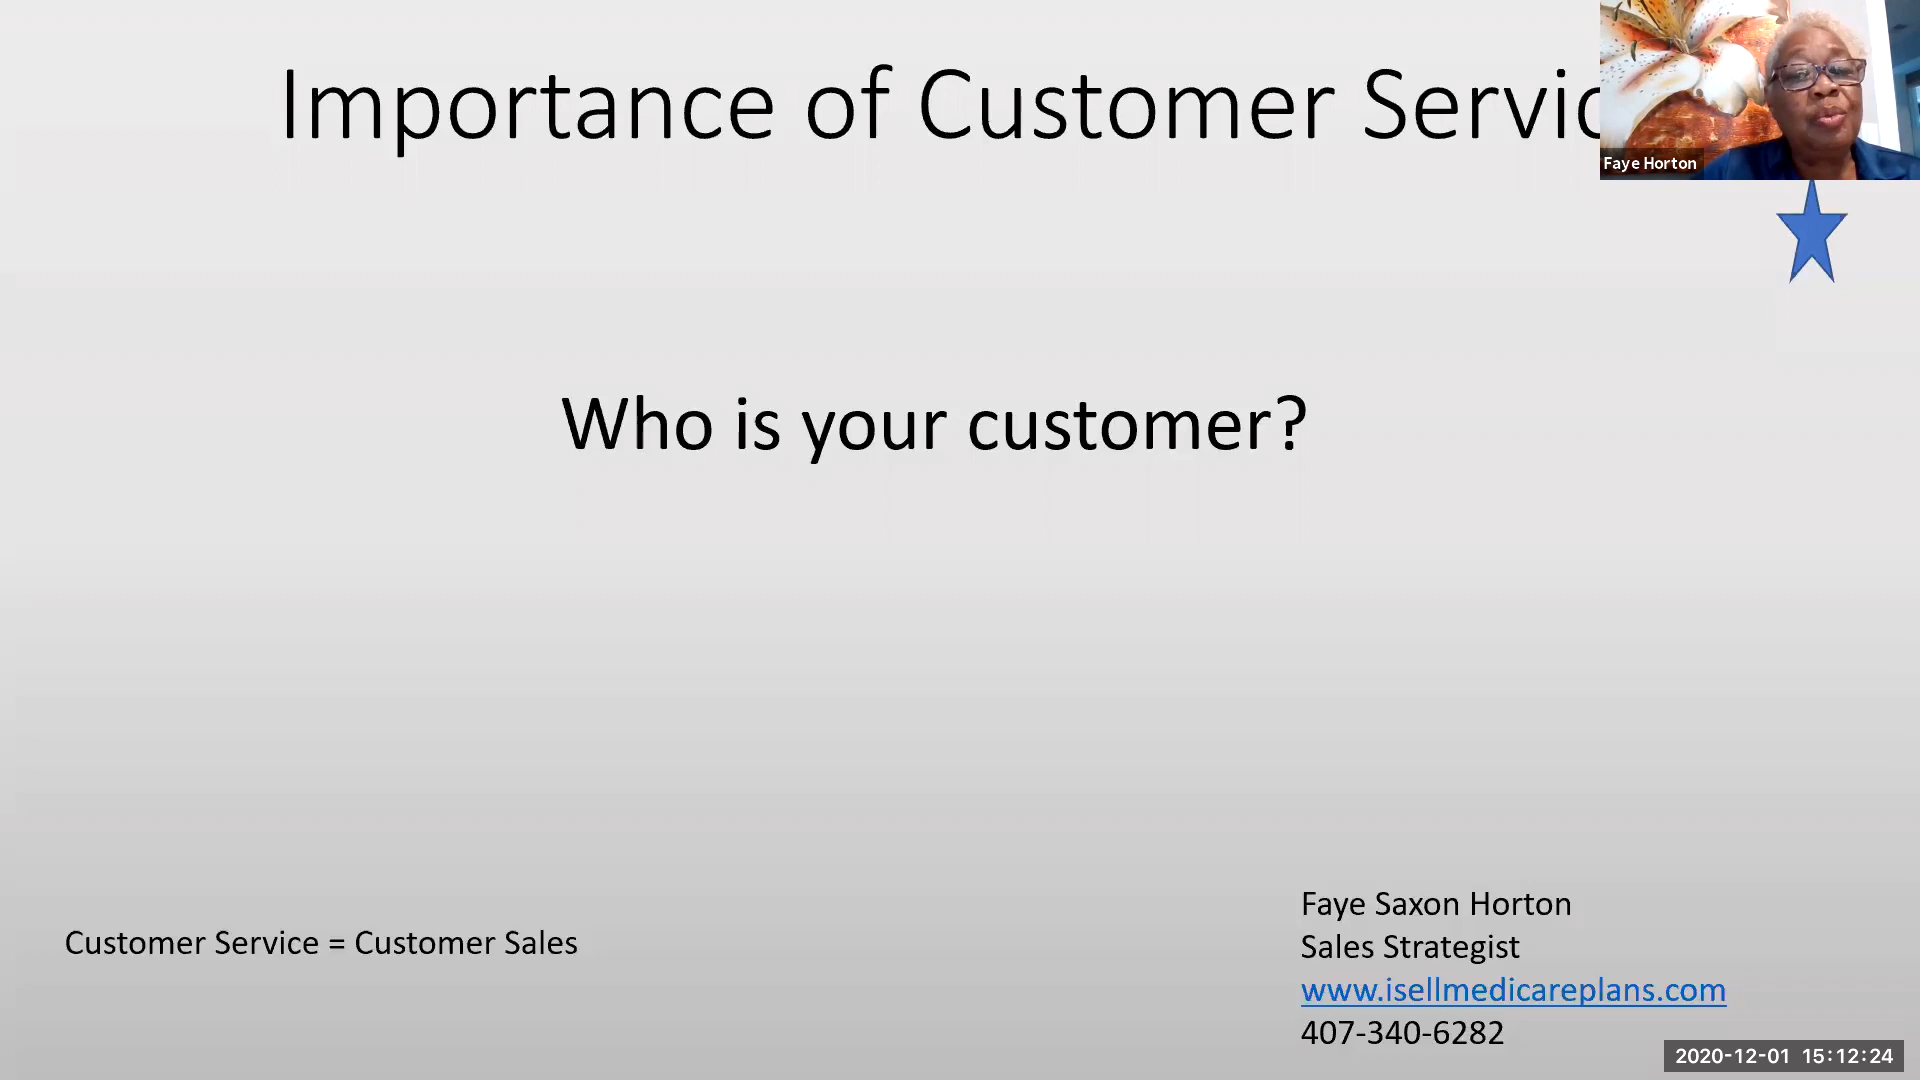 Importance of Customer Servic
Faye Horton
Who is your customer?
Customer Service = Customer Sales
Faye Saxon Horton
Sales Strategist
www.isellmedicareplans.com
407-340-6282
2020-12-01 15:12:24